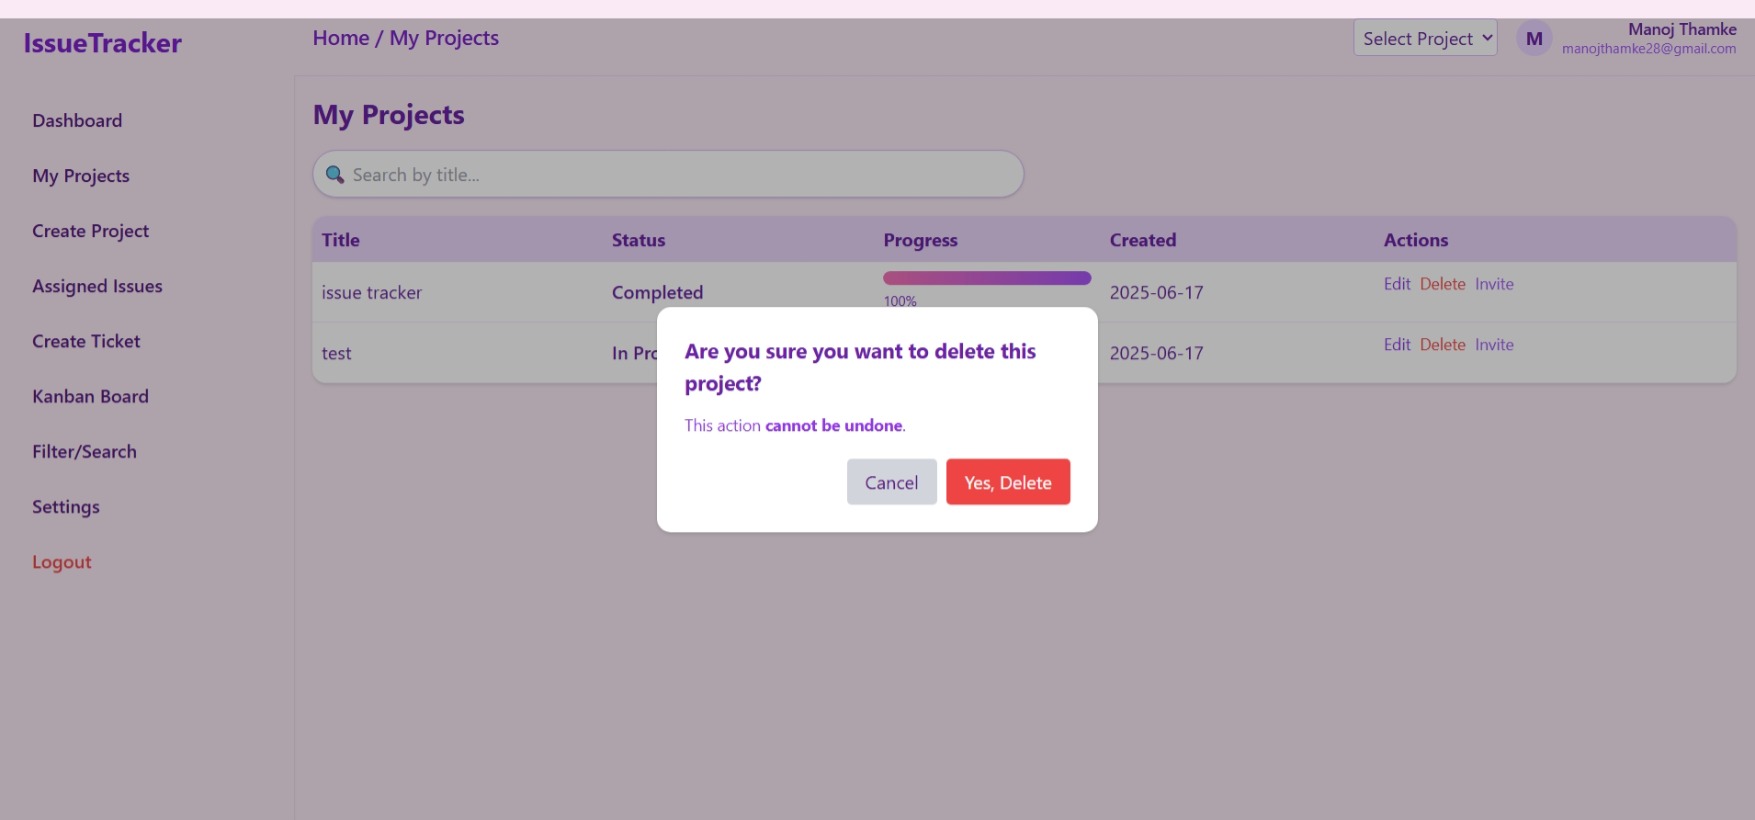 IssueTracker
Home / My Projects
Select Project
M
Manoj Thamke
manojthamke28@gmail.com
Dashboard
My Projects
Create Project
Assigned Issues
Create Ticket
Kanban Board
Filter/Search
Settings
Logout
My Projects
Search by title...
Title Status Progress Created Actions
issue tracker Completed 100% 2025-06-17 Edit Delete Invite
test In Pro 2025-06-17 Edit Delete Invite
Are you sure you want to delete this
project?
This action cannot be undone.
Cancel Yes, Delete